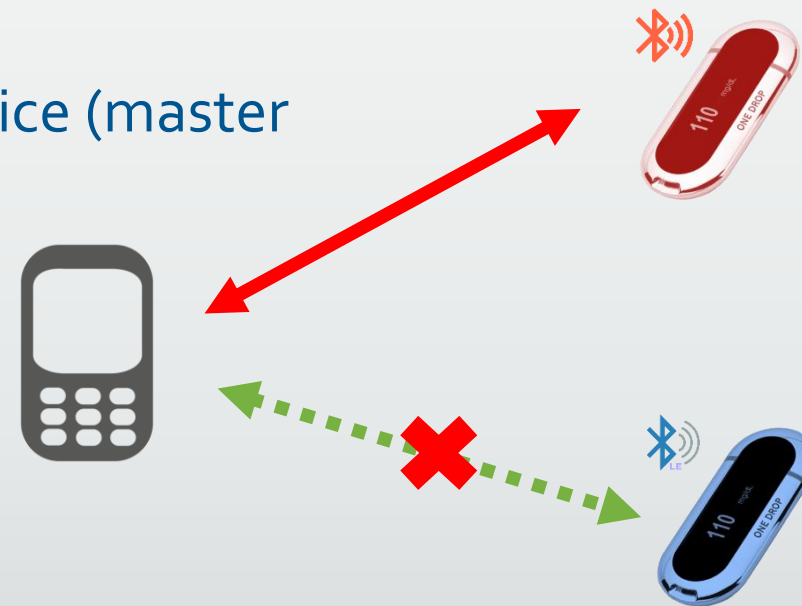 ice (master
110
mg/dL
ONE DROP
LE
110
mg/dL
ONE DROP